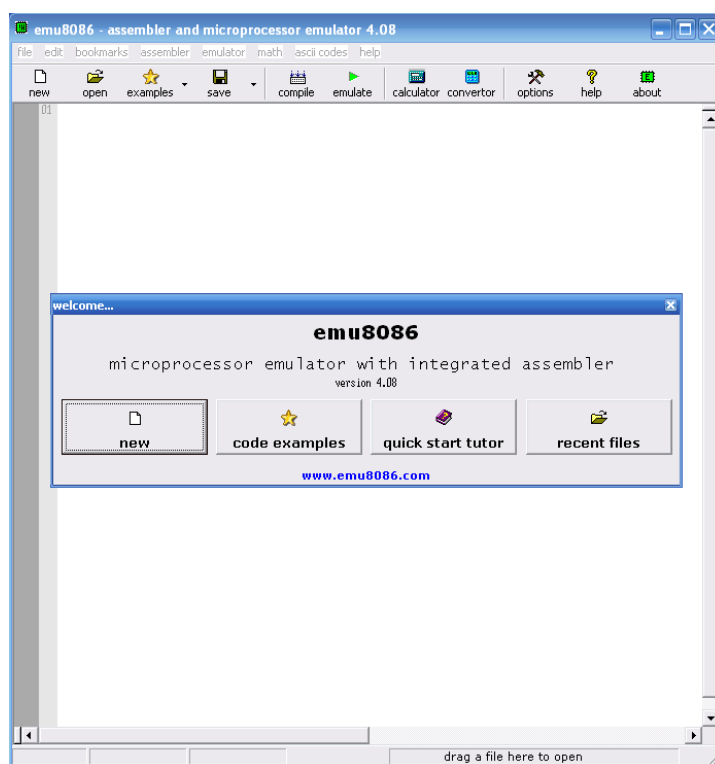 emu8086 - assembler and microprocessor emulator 4.08
file edit bookmarks assembler emulator math ascii codes help
new open examples save compile emulate calculator convertor options help about
01
welcome...
emu8086
microprocessor emulator with integrated assembler
version 4.08
new code examples quick start tutor recent files
www.emu8086.com
drag a file here to open